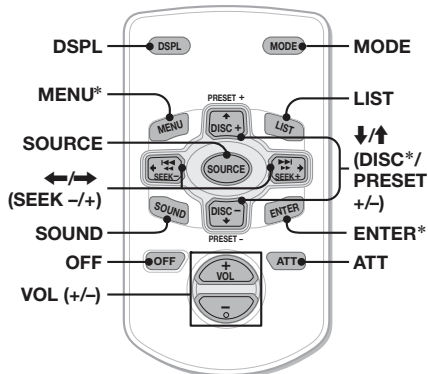 DSPL
DSPL
MODE
MODE
MENU*
MENU
PRESET +
DISC +
LIST
LIST
SOURCE
SOURCE
←/→
(SEEK –/+)
SEEK–
SEEK+
↓/↑
(DISC*/
PRESET
+/–)
SOUND
SOUND
DISC –
PRESET –
ENTER
ENTER*
OFF
OFF
ATT
ATT
VOL (+/–)
+
VOL
–